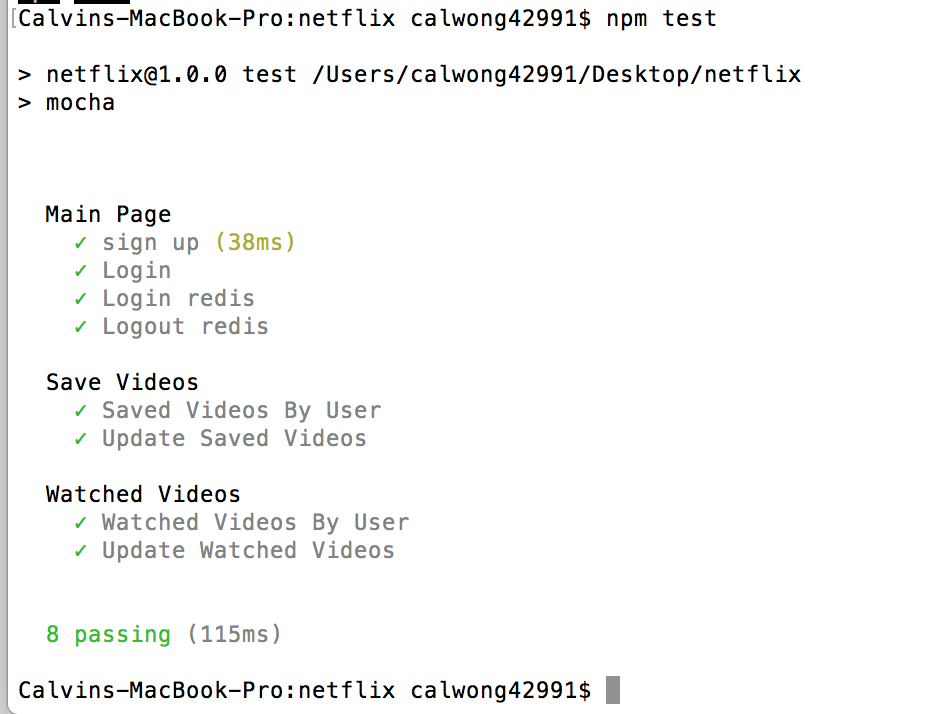 [Calvins-MacBook-Pro:netflix calwong42991$ npm test
> netflix@1.0.0 test /Users/calwong42991/Desktop/netflix
> mocha
Main Page
✓ sign up (38ms)
✓ Login
✓ Login redis
✓ Logout redis
Save Videos
✓ Saved Videos By User
✓ Update Saved Videos
Watched Videos
✓ Watched Videos By User
✓ Update Watched Videos
8 passing (115ms)
Calvins-MacBook-Pro:netflix calwong42991$